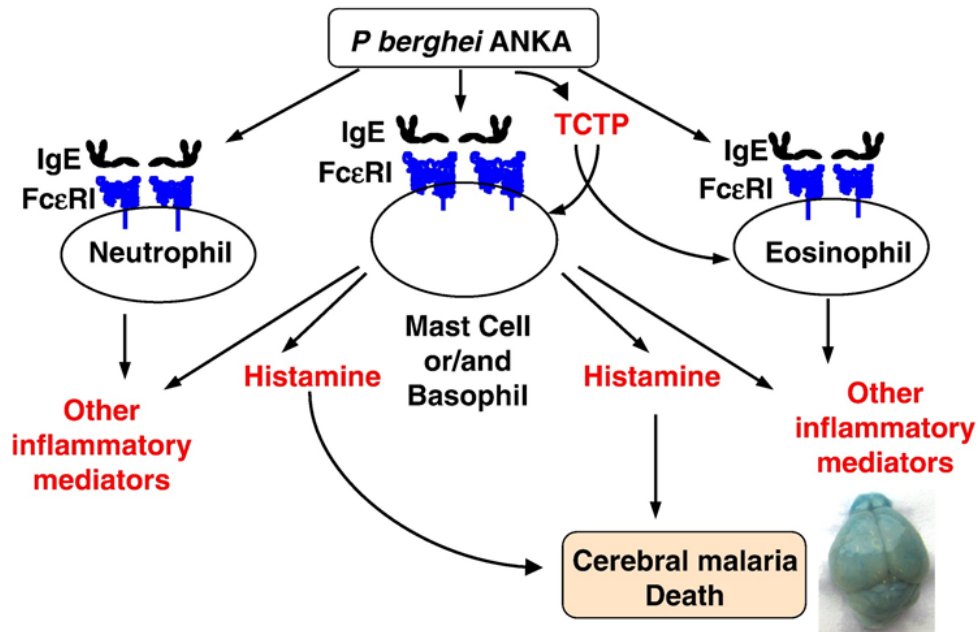 P berghei ANKA
IgE
FcεRI
Neutrophil
IgE
FcεRI
TCTP
IgE
FcεRI
Eosinophil
Mast Cell
or/and
Basophil
Histamine
Histamine
Other
inflammatory
mediators
Other
inflammatory
mediators
Cerebral malaria
Death